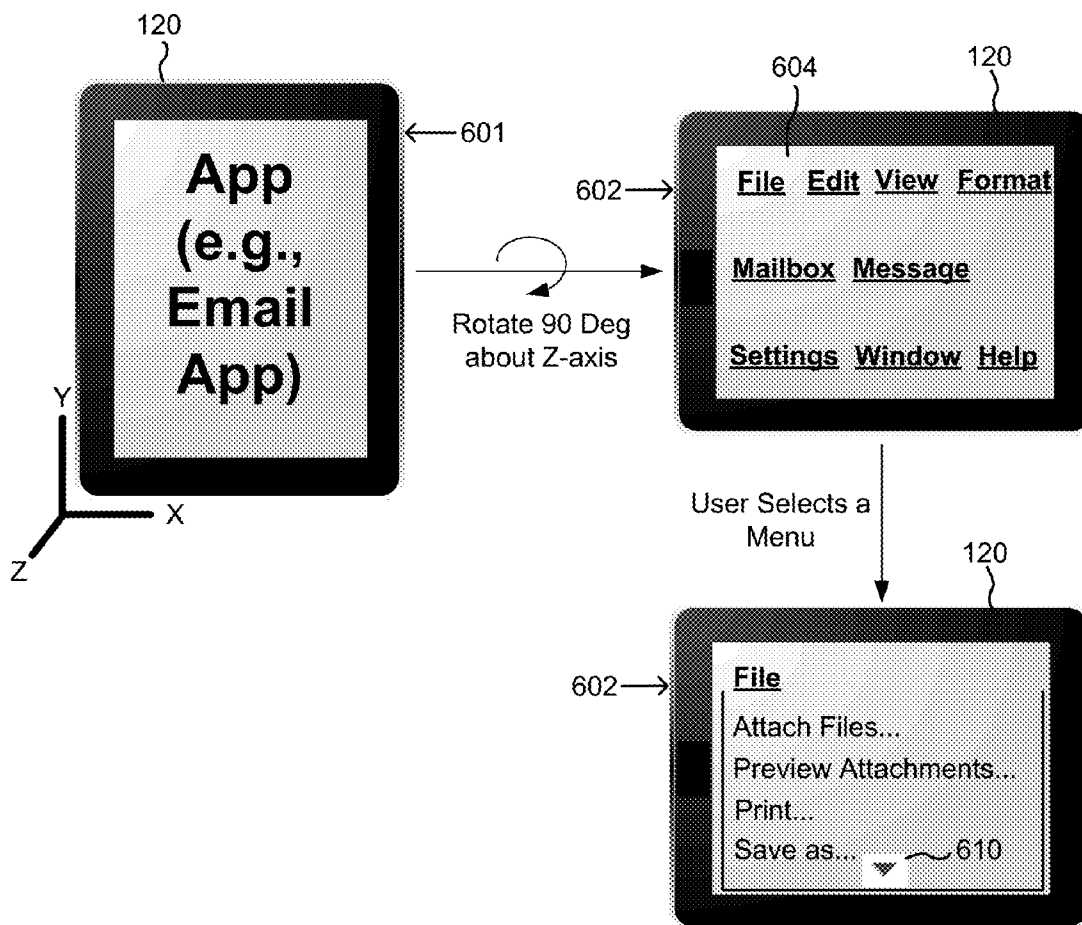 120
601
App
(e.g.,
Email
App)
Y
X
Z
Rotate 90 Deg
about Z-axis
604
120
602
File Edit View Format
Mailbox Message
Settings Window Help
User Selects a
Menu
120
602
File
Attach Files...
Preview Attachments...
Print...
Save as...
610